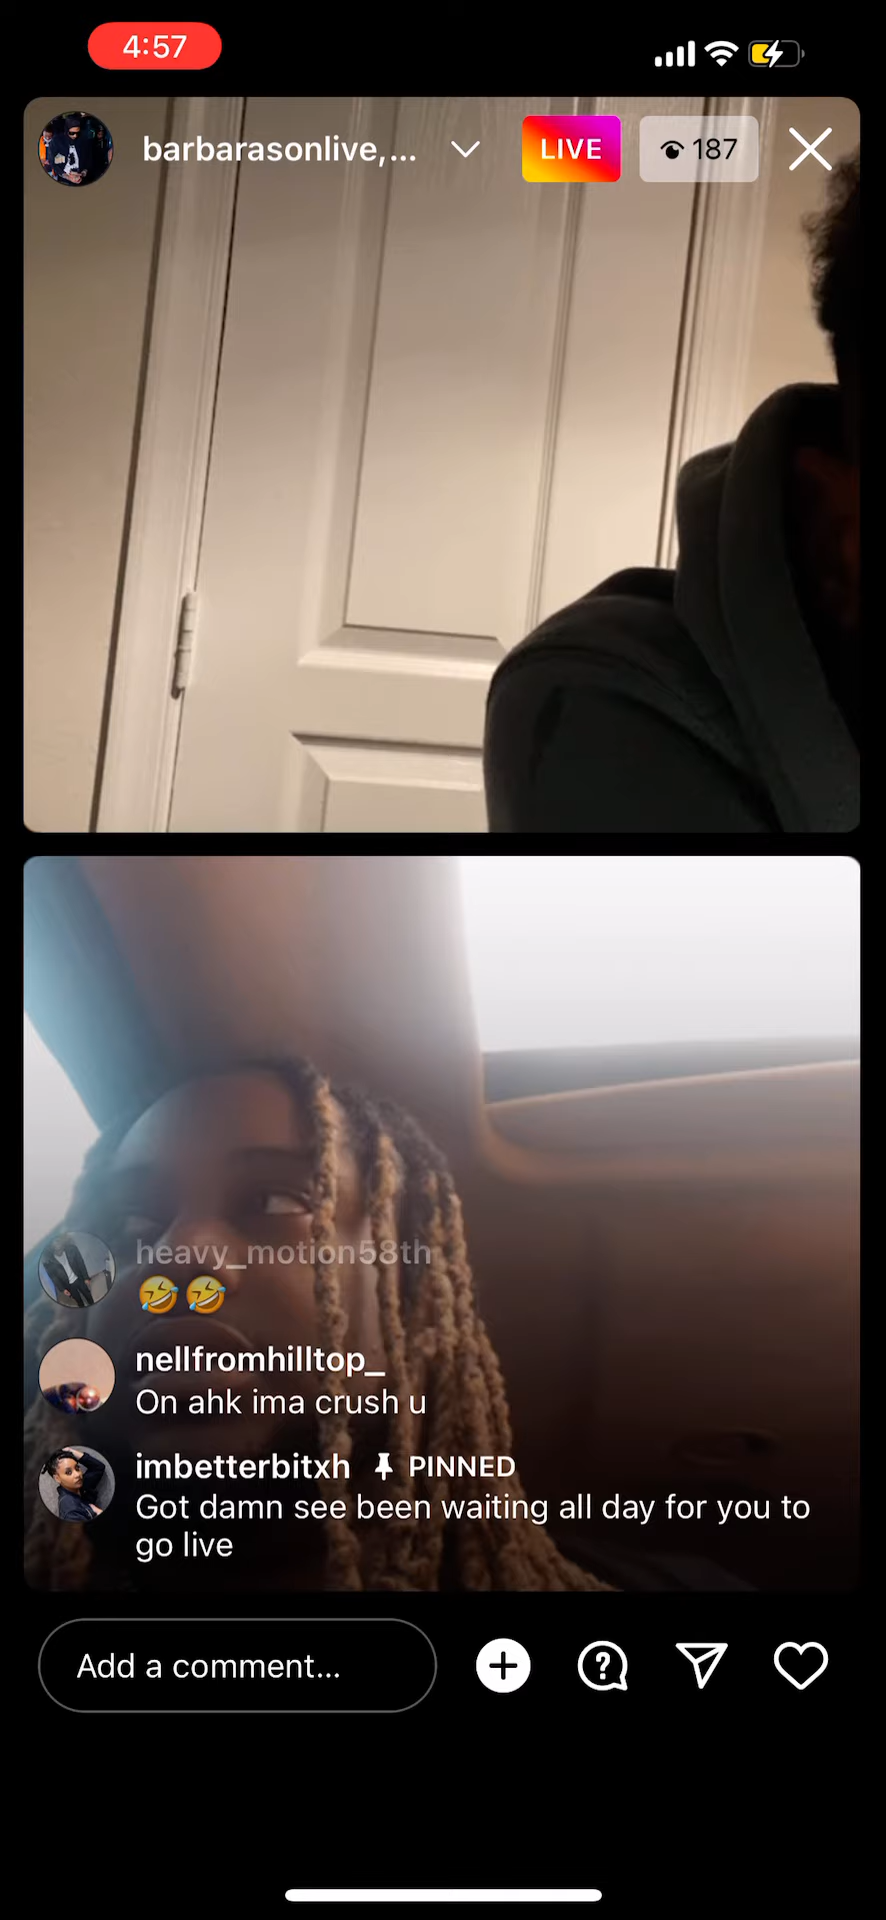 4:57
barbarasonlive,...
LIVE
187
heavy_motion58th
🤣🤣
nellfromhilltop_
On ahk ima crush u
imbetterbitxh PINNED
Got damn see been waiting all day for you to
go live
Add a comment...